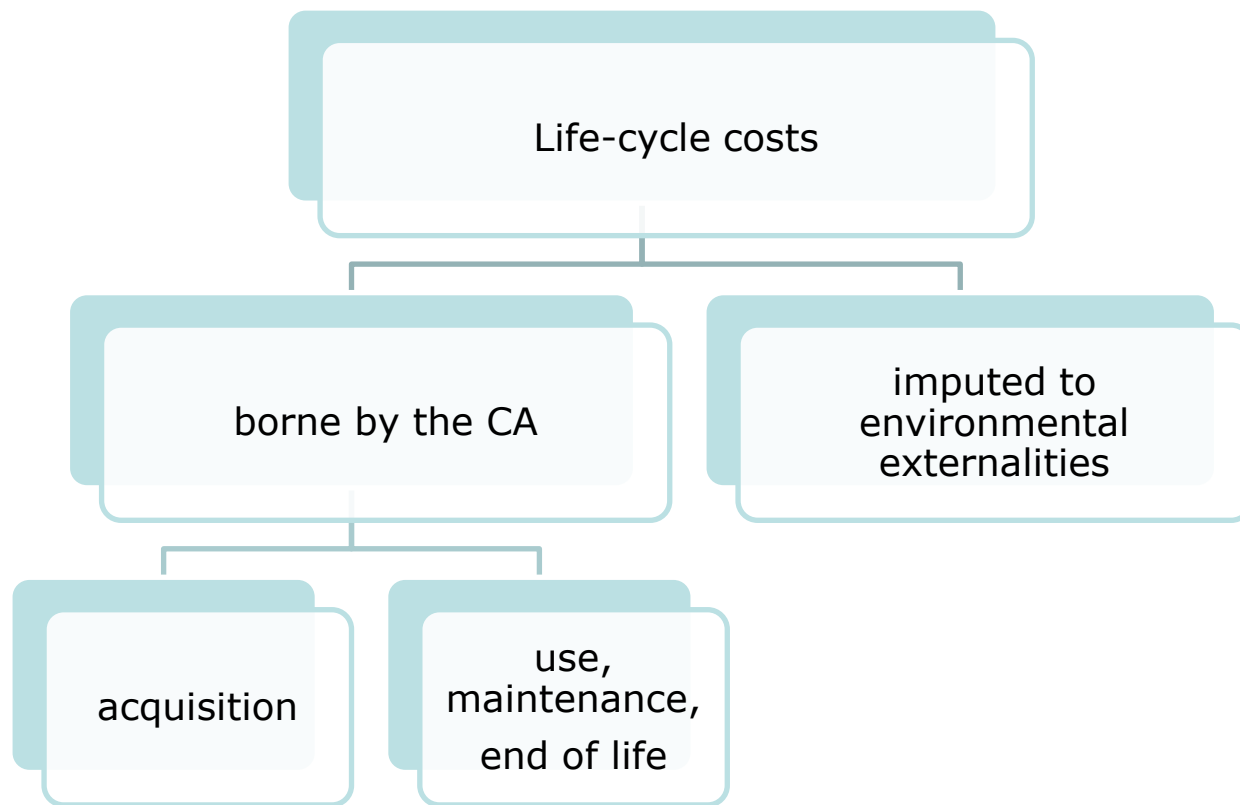 Life-cycle costs
borne by the CA
imputed to
environmental
externalities
acquisition
use,
maintenance,
end of life